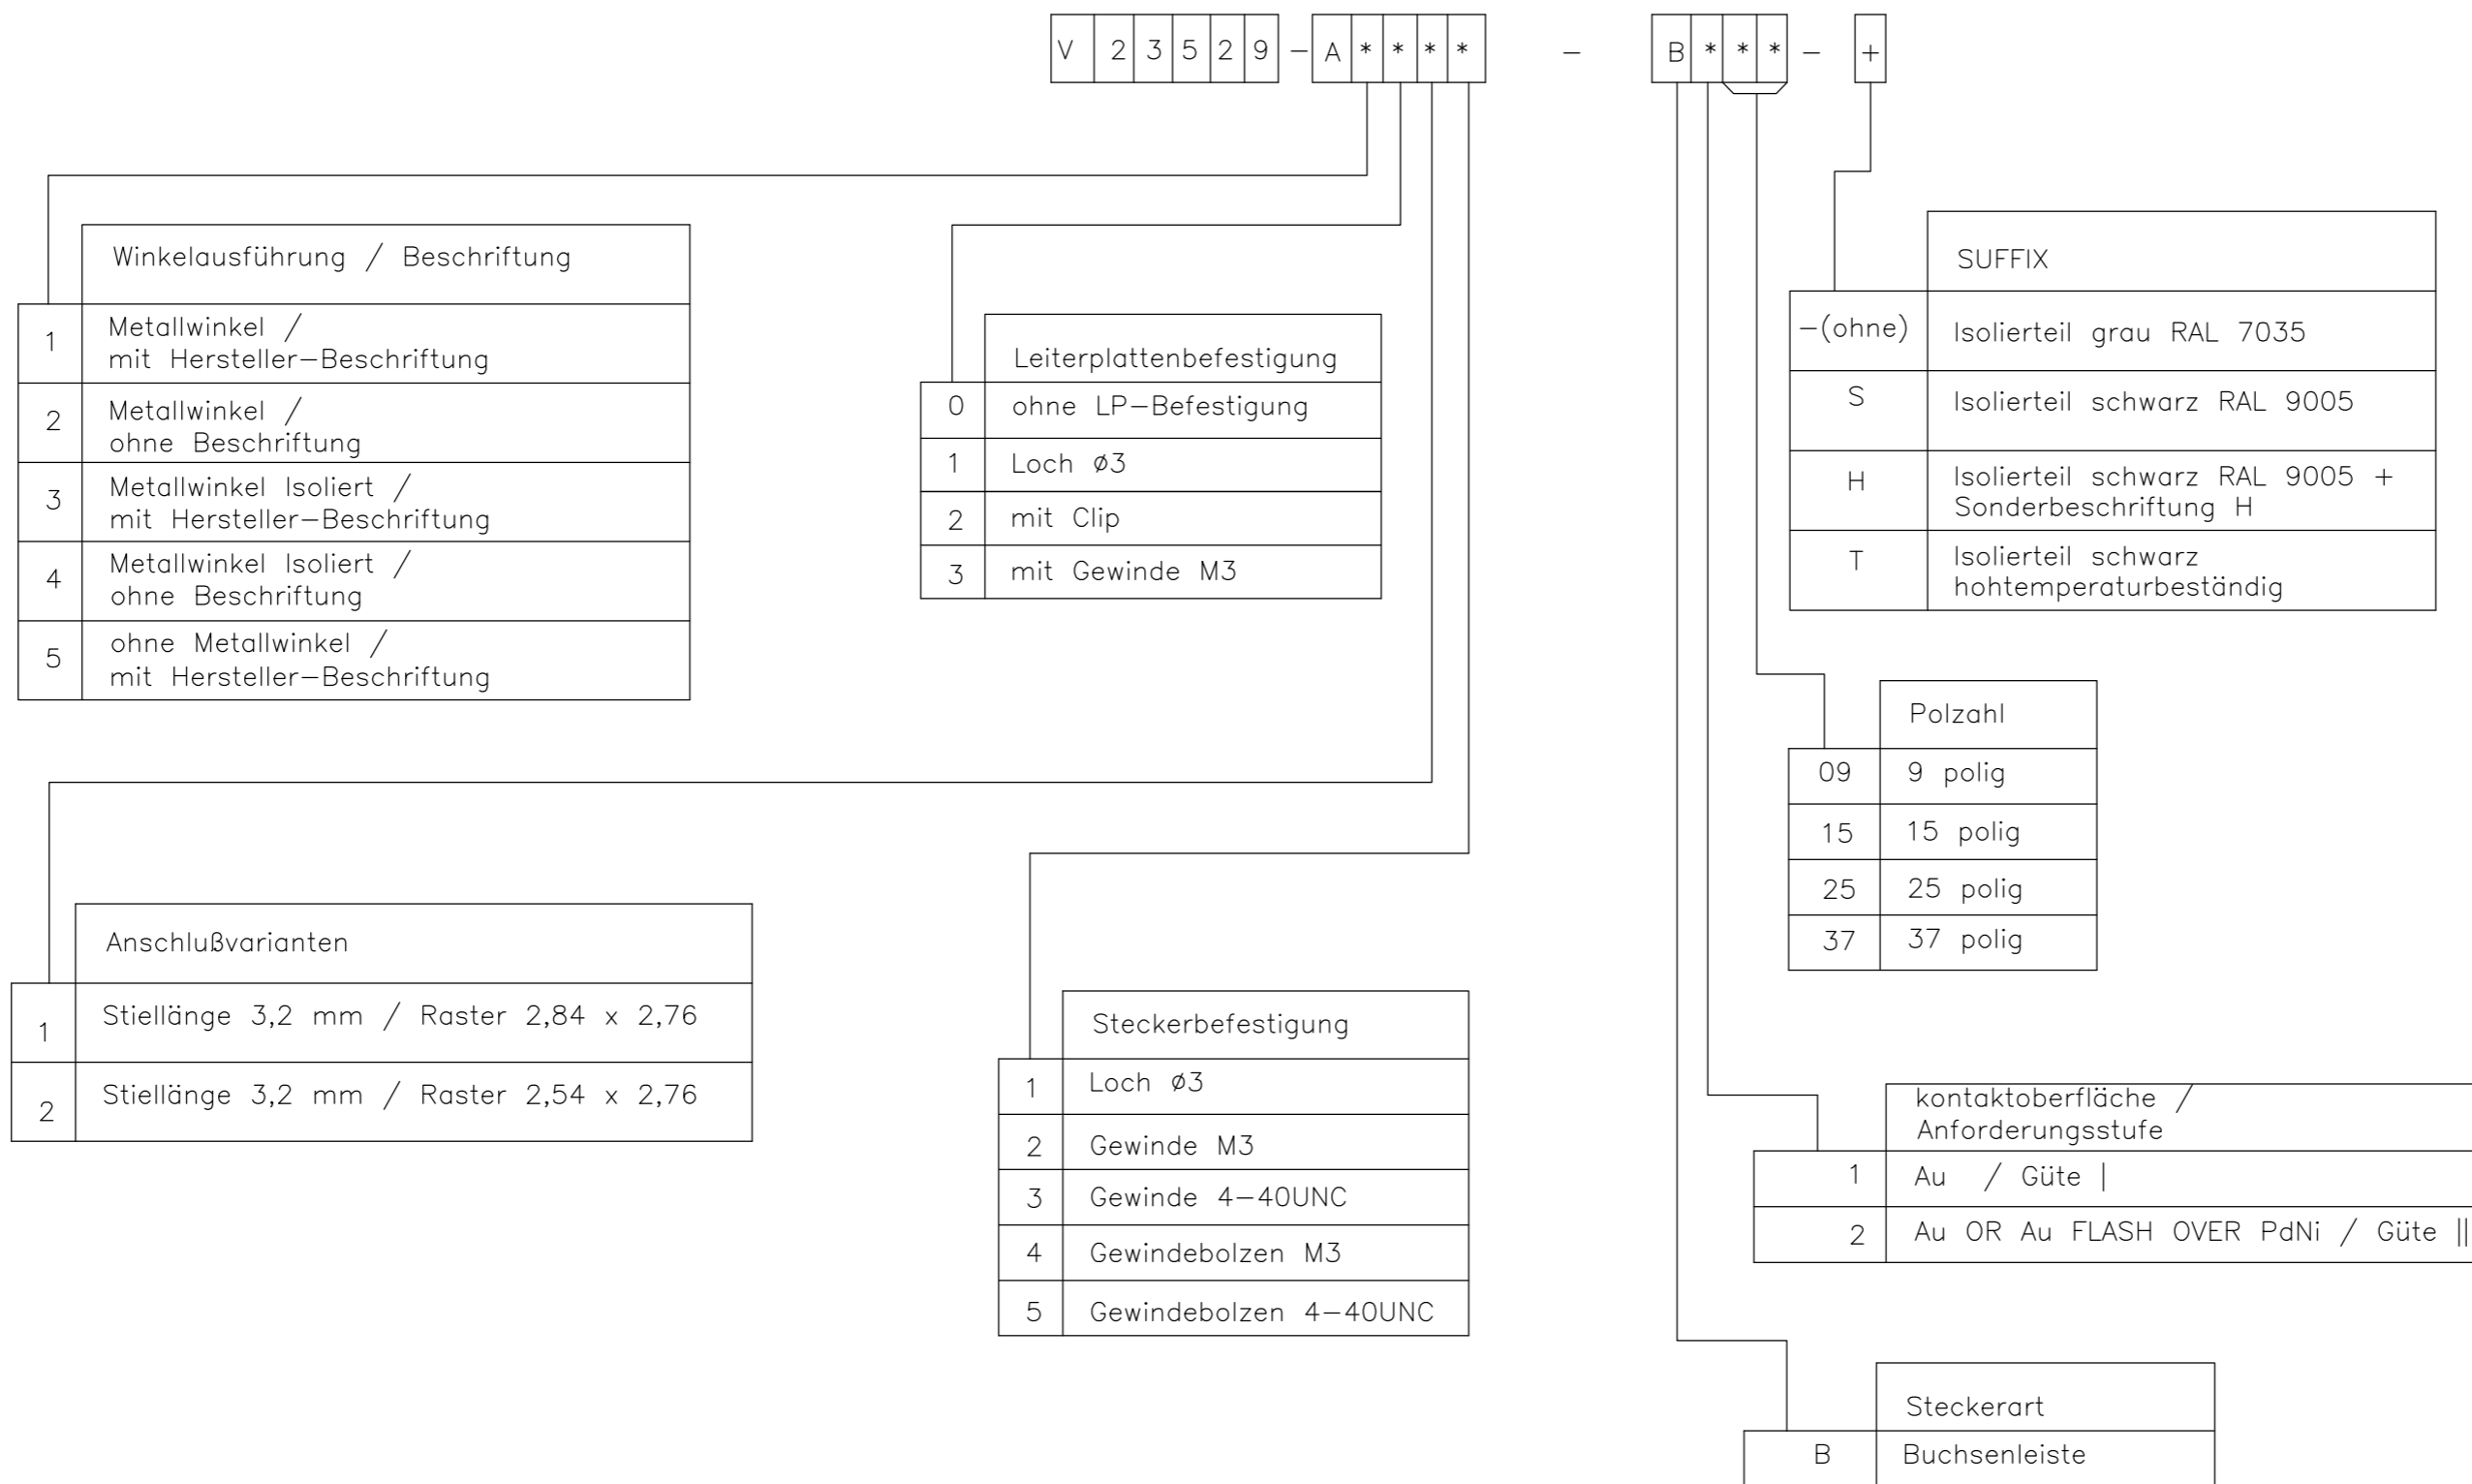 V 2 3 5 2 9 - A * * * * - B * * * - +
Winkelausführung / Beschriftung
1 Metallwinkel /
mit Hersteller-Beschriftung
2 Metallwinkel /
ohne Beschriftung
3 Metallwinkel Isoliert /
mit Hersteller-Beschriftung
4 Metallwinkel Isoliert /
ohne Beschriftung
5 ohne Metallwinkel /
mit Hersteller-Beschriftung
Leiterplattenbefestigung
0 ohne LP-Befestigung
1 Loch ø3
2 mit Clip
3 mit Gewinde M3
SUFFIX
-(ohne) Isolierteil grau RAL 7035
S Isolierteil schwarz RAL 9005
H Isolierteil schwarz RAL 9005 +
Sonderbeschriftung H
T Isolierteil schwarz
hohtemperaturbeständig
Polzahl
09 9 polig
15 15 polig
25 25 polig
37 37 polig
Anschlußvarianten
1 Stiellänge 3,2 mm / Raster 2,84 x 2,76
2 Stiellänge 3,2 mm / Raster 2,54 x 2,76
Steckerbefestigung
1 Loch ø3
2 Gewinde M3
3 Gewinde 4-40UNC
4 Gewindebolzen M3
5 Gewindebolzen 4-40UNC
kontaktoberfläche /
Anforderungsstufe
1 Au / Güte |
2 Au OR Au FLASH OVER PdNi / Güte ||
Steckerart
B Buchsenleiste